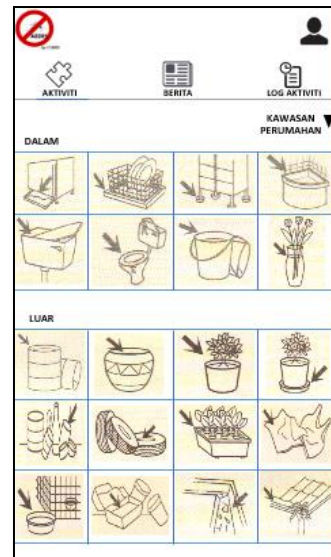 AKTIVITI
BERITA
LOG AKTIVITI
KAWASAN
PERUMAHAN
DALAM
LUAR